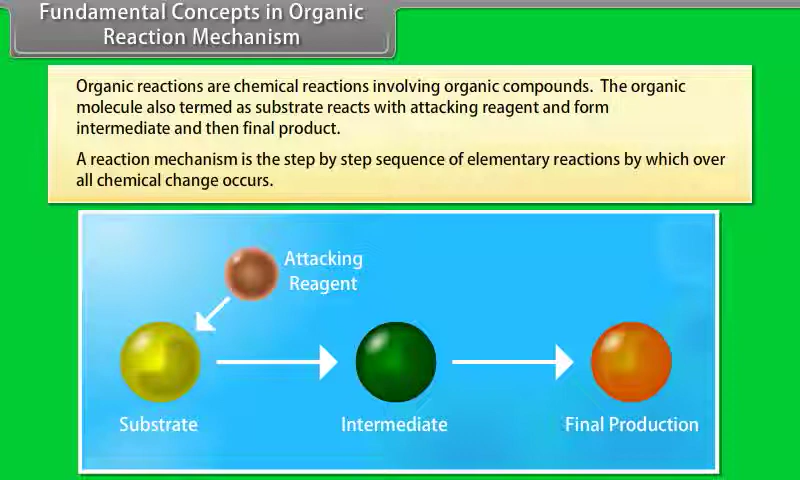 Fundamental Concepts in Organic
Reaction Mechanism
Organic reactions are chemical reactions involving organic compounds. The organic
molecule also termed as substrate reacts with attacking reagent and form
intermediate and then final product.
A reaction mechanism is the step by step sequence of elementary reactions by which over
all chemical change occurs.
Attacking
Reagent
Substrate
Intermediate
Final Production